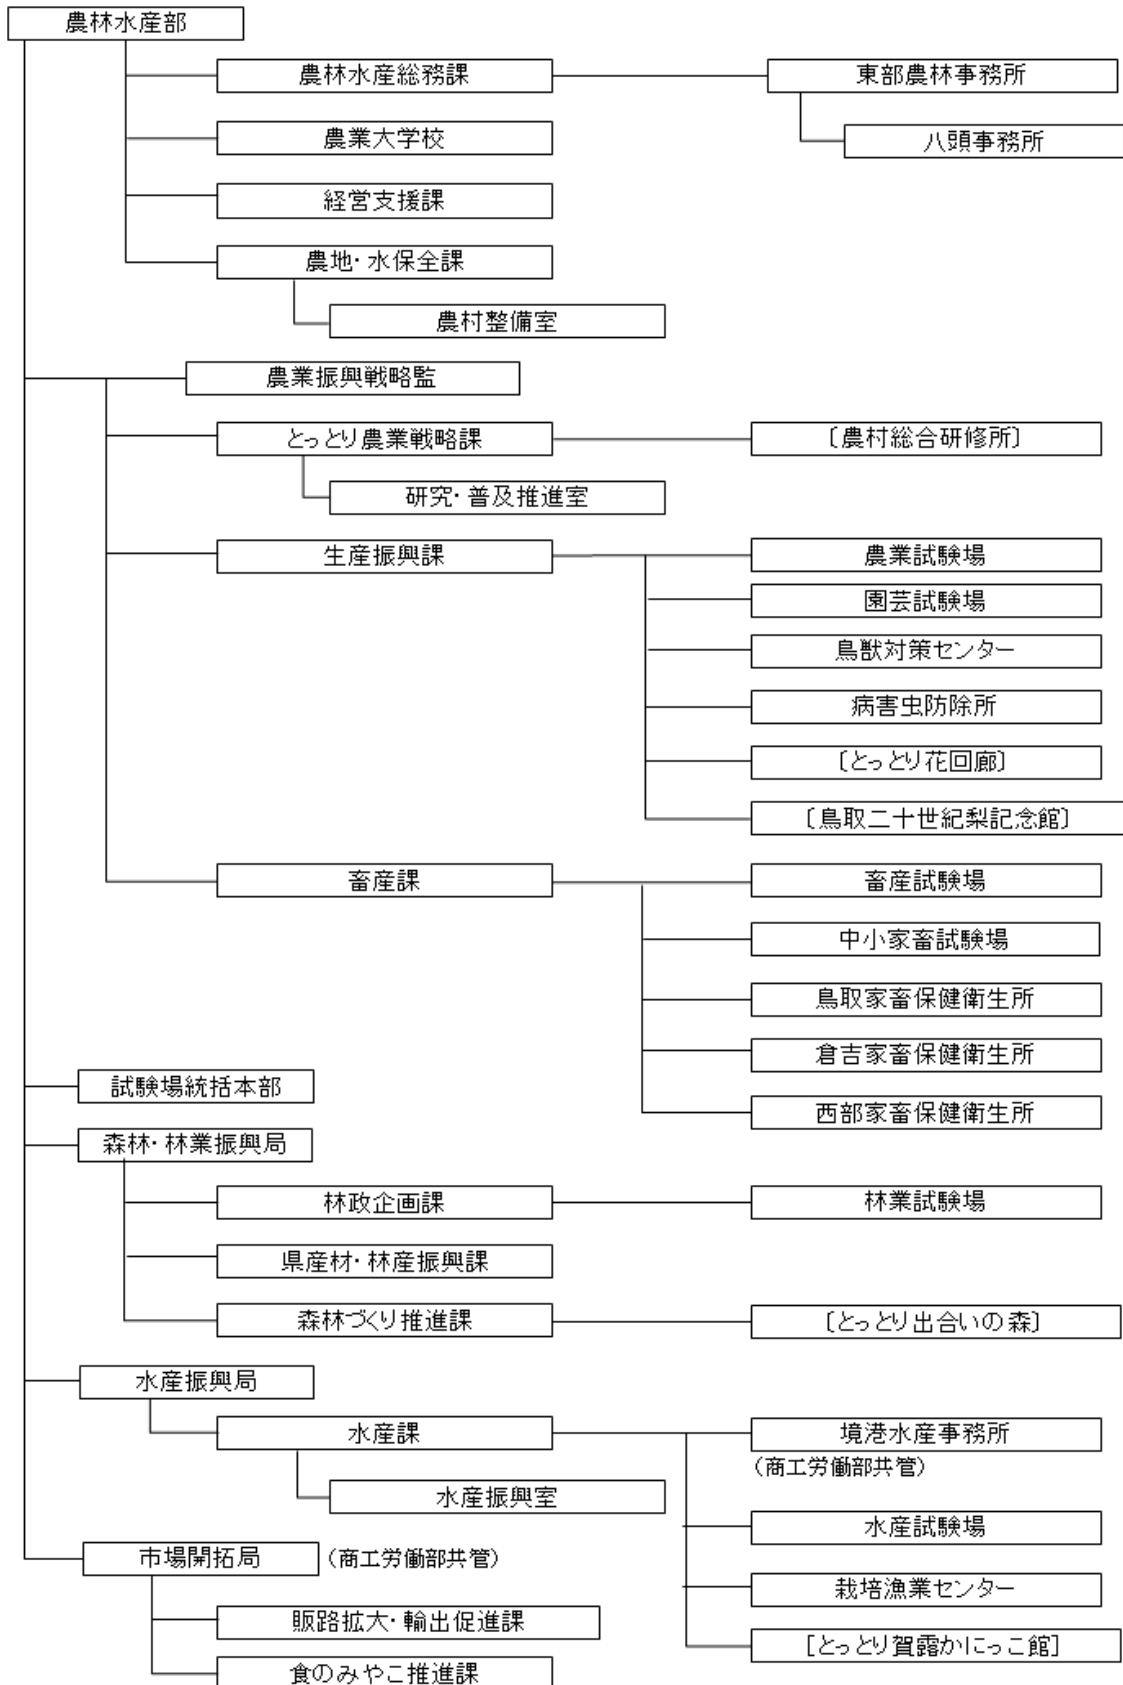 農林水産部
農林水産総務課
東部農林事務所
八頭事務所
農業大学校
経営支援課
農地・水保全課
農村整備室
農業振興戦略監
とっとり農業戦略課
〔農村総合研修所〕
研究・普及推進室
生産振興課
農業試験場
園芸試験場
鳥獣対策センター
病害虫防除所
〔とっとり花回廊〕
〔鳥取二十世紀梨記念館〕
畜産課
畜産試験場
中小家畜試験場
鳥取家畜保健衛生所
倉吉家畜保健衛生所
西部家畜保健衛生所
試験場統括本部
森林・林業振興局
林政企画課
林業試験場
県産材・林産振興課
森林づくり推進課
〔とっとり出合いの森〕
水産振興局
水産課
境港水産事務所
（商工労働部共管）
水産振興室
水産試験場
栽培漁業センター
[とっとり賀露かにっこ館]
市場開拓局
（商工労働部共管）
販路拡大・輸出促進課
食のみやこ推進課